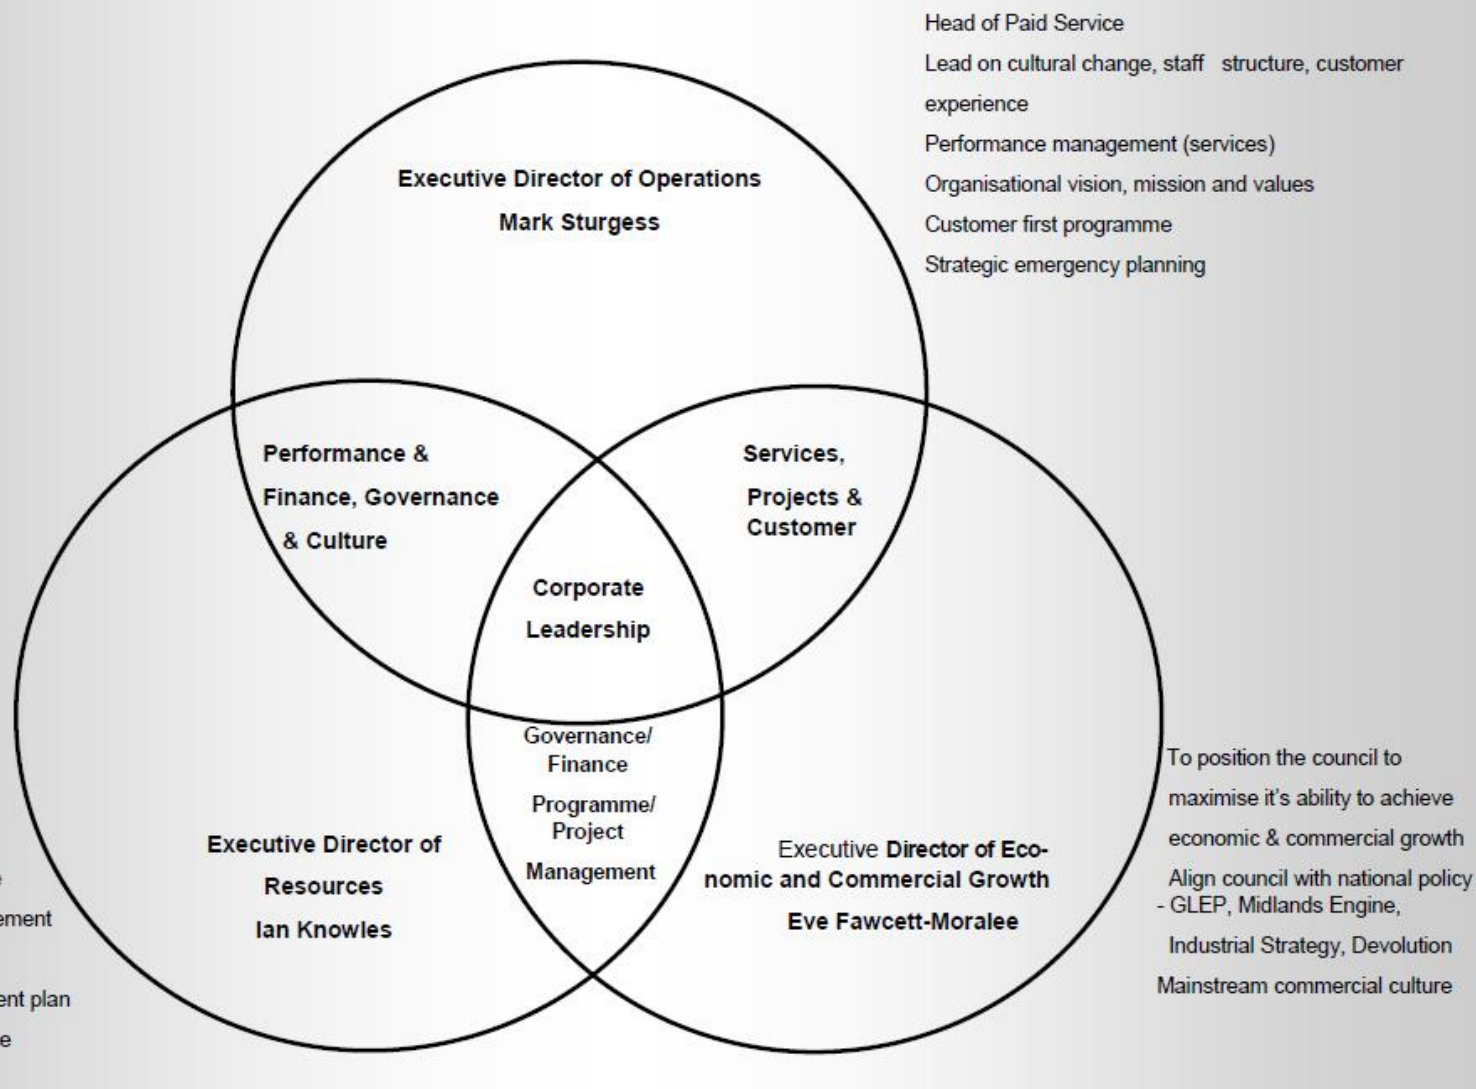 Head of Paid Service
Lead on cultural change, staff structure, customer
experience
Performance management (services)
Organisational vision, mission and values
Customer first programme
Strategic emergency planning
Executive Director of Operations
Mark Sturgess
Performance &
Finance, Governance
& Culture
Services,
Projects &
Customer
Corporate
Leadership
Governance/
Finance
Programme/
Project
Management
Executive Director of
Resources
Ian Knowles
Executive Director of Eco-
nomic and Commercial Growth
Eve Fawcett-Moralee
To position the council to
maximise it's ability to achieve
economic & commercial growth
Align council with national policy
- GLEP, Midlands Engine,
Industrial Strategy, Devolution
Mainstream commercial culture
plan